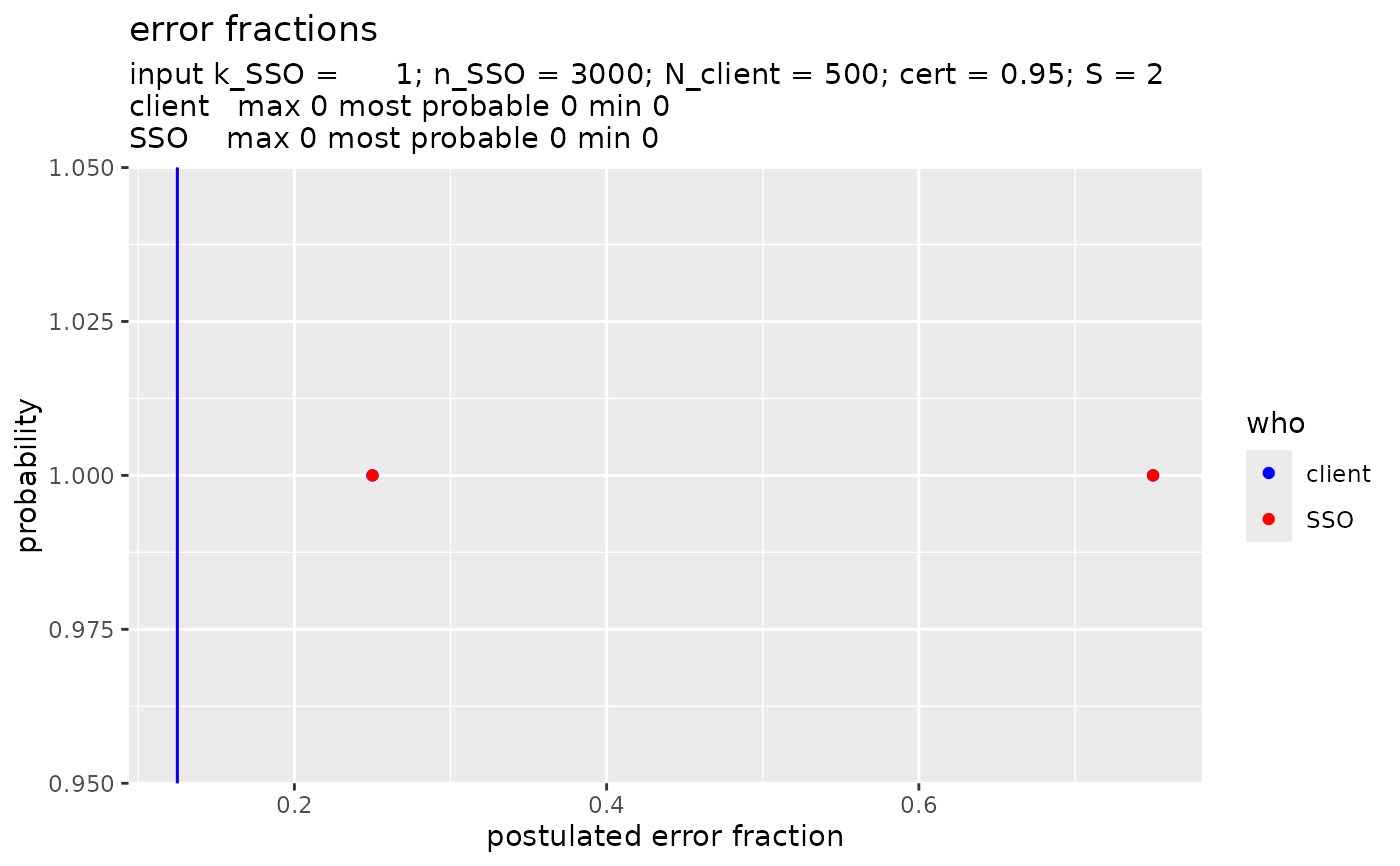 error fractions
input k_SSO =      1; n_SSO = 3000; N_client = 500; cert = 0.95; S = 2
client   max 0 most probable 0 min 0
SSO    max 0 most probable 0 min 0
1.050
1.025
1.000
0.975
0.950
probability
0.2
0.4
0.6
postulated error fraction
who
client
SSO